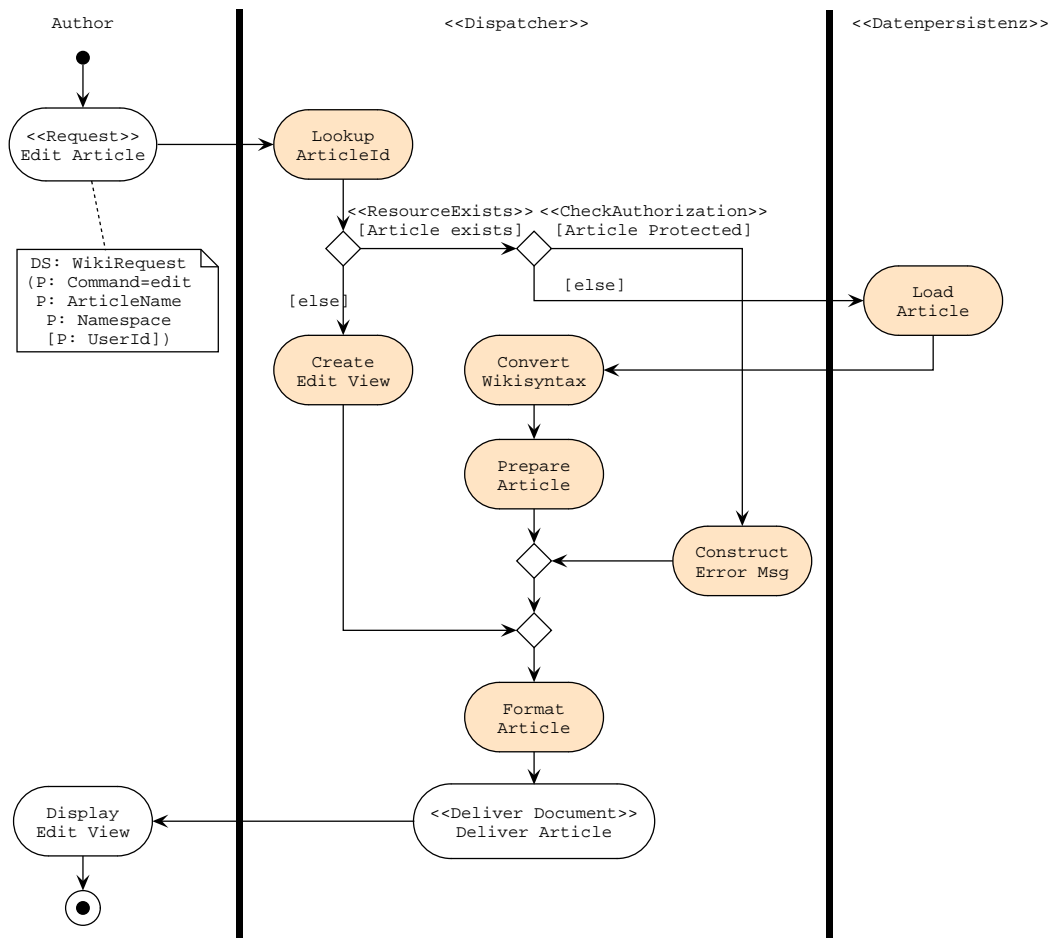 Author
<<Dispatcher>>
<<Datenpersistenz>>
<<Request>>
Edit Article
Lookup
ArticleId
<<ResourceExists>>
[Article exists]
<<CheckAuthorization>>
[Article Protected]
DS: WikiRequest
(P: Command=edit
P: ArticleName
P: Namespace
[P: UserId])
[else]
[else]
Load
Article
Create
Edit View
Convert
Wikisyntax
Prepare
Article
Construct
Error Msg
Format
Article
<<Deliver Document>>
Deliver Article
Display
Edit View